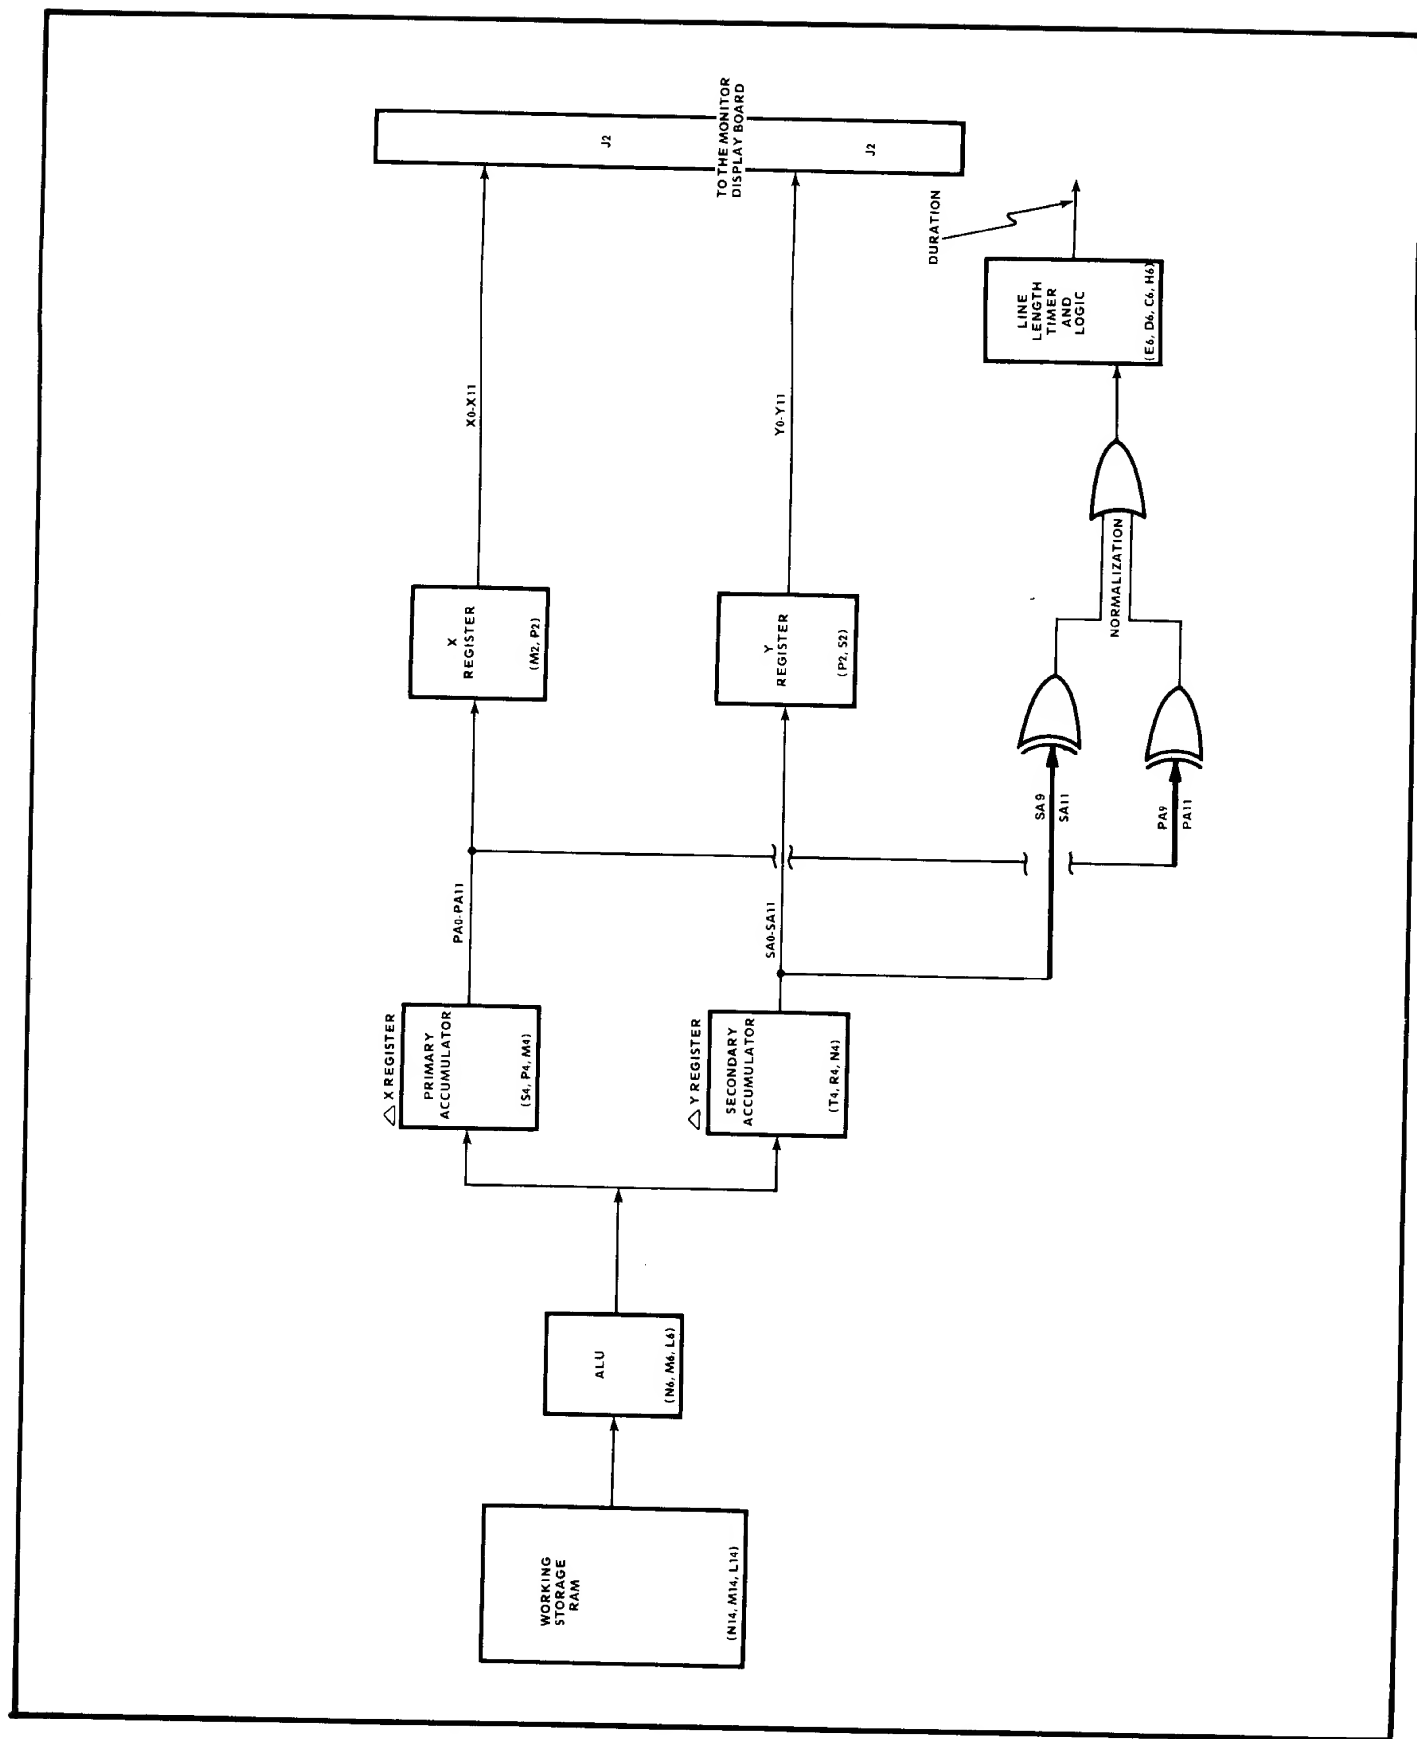 WORKING
STORAGE
RAM
(N14, M14, L14)
ALU
(N6, M6, L6)
△ X REGISTER
PRIMARY
ACCUMULATOR
(S4, P4, M4)
△ Y REGISTER
SECONDARY
ACCUMULATOR
(T4, R4, N4)
PA0-PA11
SA0-SA11
X
REGISTER
(M2, P2)
Y
REGISTER
(P2, S2)
SA9
SA11
PA9
PA11
NORMALIZATION
X0-X11
Y0-Y11
LINE
LENGTH
TIMER
AND
LOGIC
(E6, D6, C6, H6)
DURATION
J2
TO THE MONITOR
DISPLAY BOARD
J2